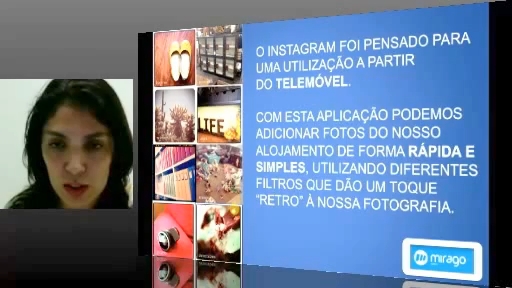 O INSTAGRAM FOI PENSADO PARA
UMA UTILIZAÇÃO A PARTIR
DO TELEMÓVEL.
COM ESTA APLICAÇÃO PODEMOS
ADICIONAR FOTOS DO NOSSO
ALOJAMENTO DE FORMA RÁPIDA E
SIMPLES, UTILIZANDO DIFERENTES
FILTROS QUE DÃO UM TOQUE
“RETRO” À NOSSA FOTOGRAFIA.
LIFE
mirago